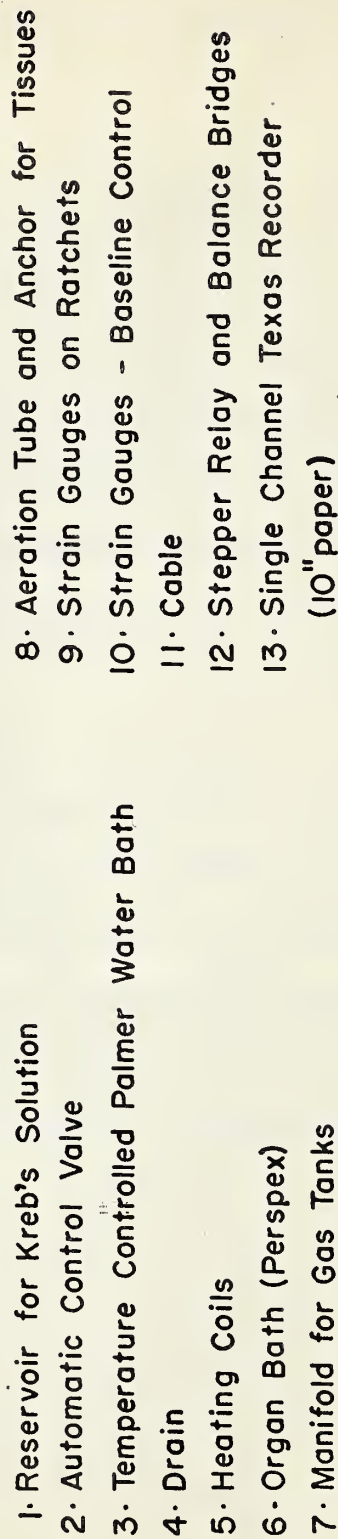 1. Reservoir for Kreb's Solution
2. Automatic Control Valve
3. Temperature Controlled Palmer Water Bath
4. Drain
5. Heating Coils
6. Organ Bath (Perspex)
7. Manifold for Gas Tanks
8. Aeration Tube and Anchor for Tissues
9. Strain Gauges on Ratchets
10. Strain Gauges - Baseline Control
11. Cable
12. Stepper Relay and Balance Bridges
13. Single Channel Texas Recorder
(10" paper)